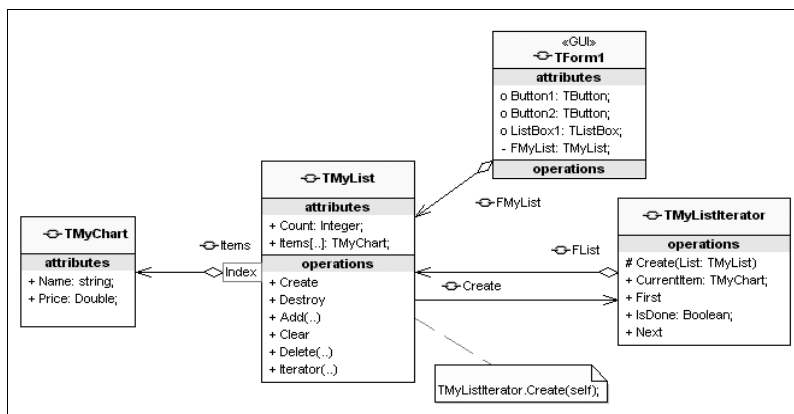 «GUI»
TForm1
attributes
o Button1: TButton;
o Button2: TButton;
o ListBox1: TListBox;
- FMyList: TMyList;
operations
TMyList
attributes
+ Count: Integer;
+ Items[..]: TMyChart;
operations
+ Create
+ Destroy
+ Add(..)
+ Clear
+ Delete(..)
+ Iterator(..)
FMyList
TMyListIterator
operations
# Create(List: TMyList)
+ CurrentItem: TMyChart;
+ First
+ IsDone: Boolean;
+ Next
TMyChart
attributes
+ Name: string;
+ Price: Double;
Items
Index
FList
Create
TMyListIterator.Create(self);